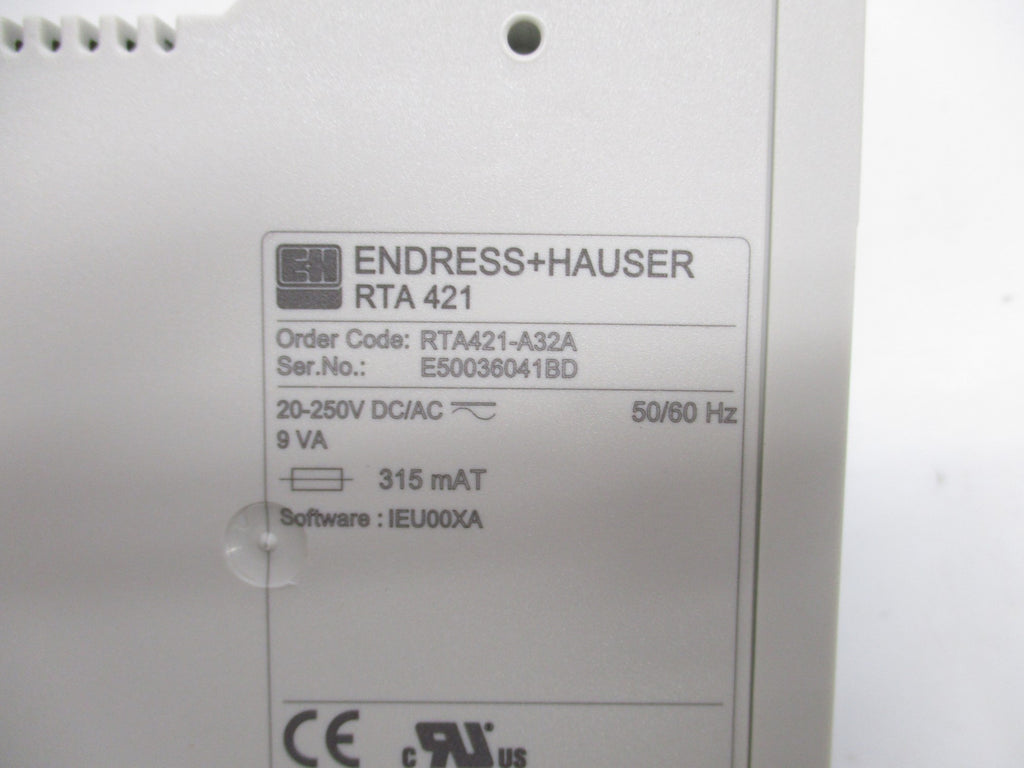 E+H
ENDRESS+HAUSER
RTA 421
Order Code: RTA421-A32A
Ser.No.: E50036041BD
20-250V DC/AC 50/60 Hz
9 VA
315 mAT
Software : IEU00XA
CE c RU US